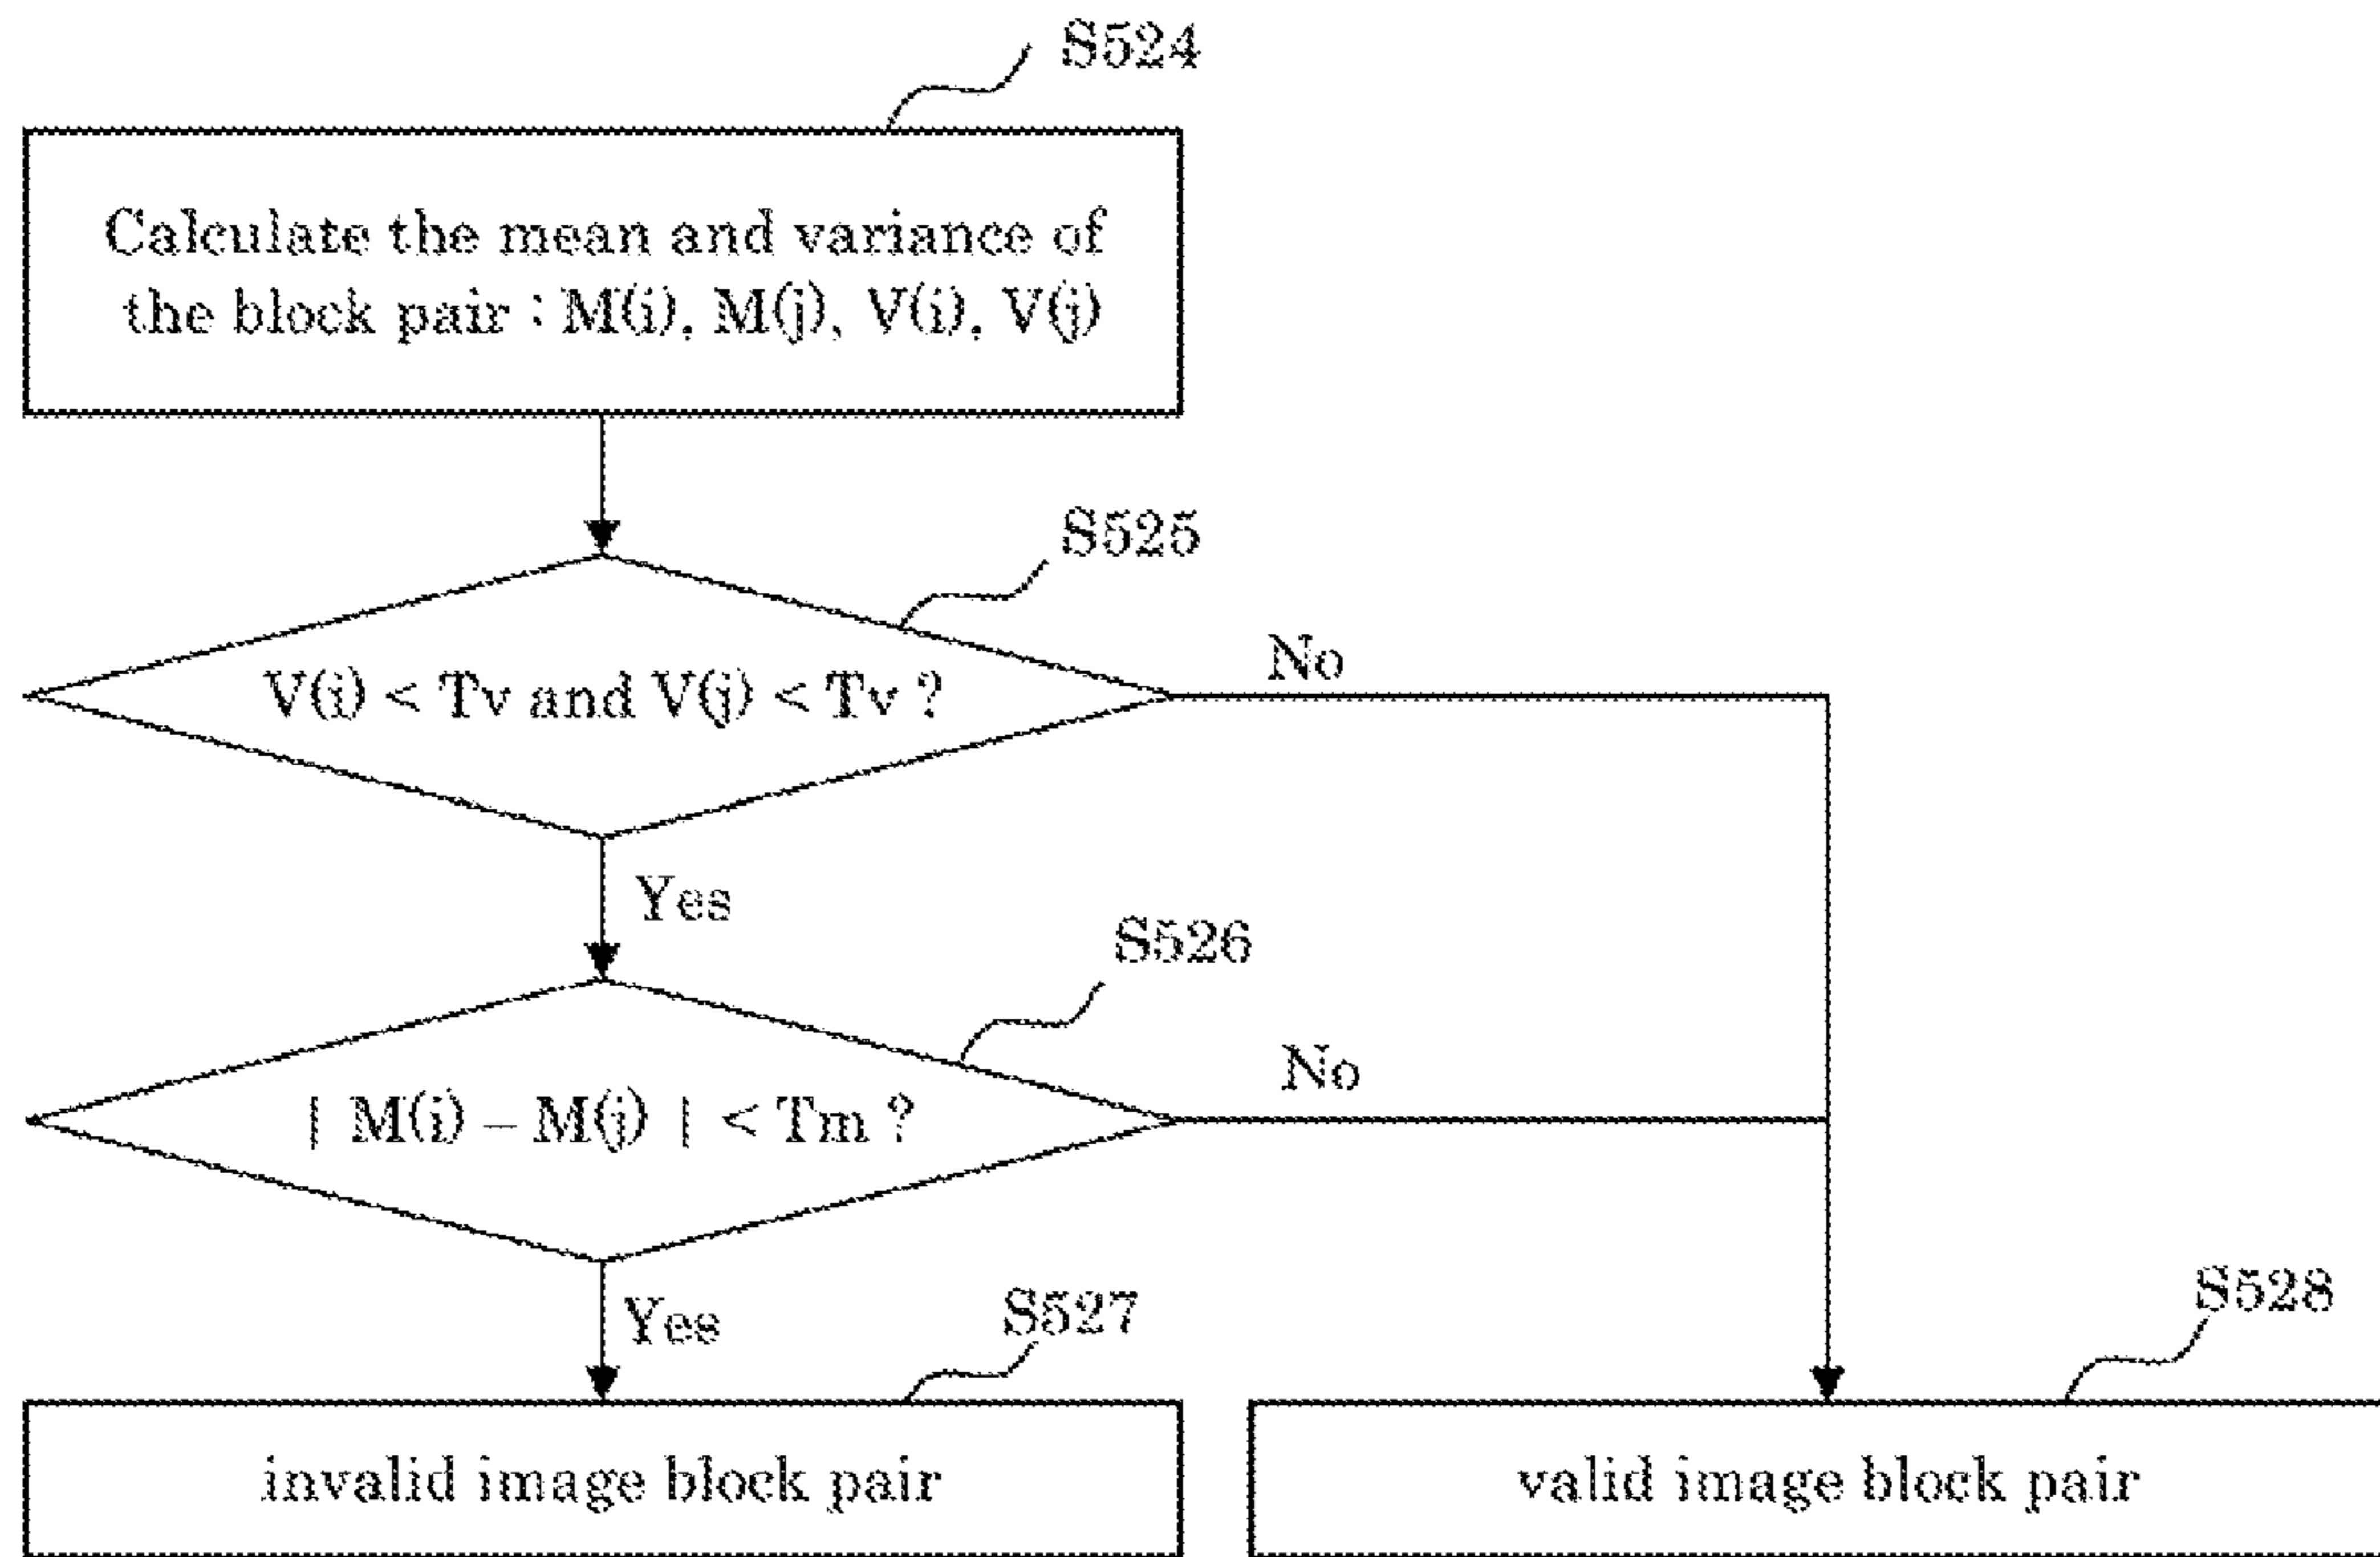 S524
Calculate the mean and variance of
the block pair : M(i), M(j), V(i), V(j)
S525
V(i) < Tv and V(j) < Tv ?
No
Yes
S526
| M(i) – M(j) | < Tm ?
No
Yes
S527
S528
invalid image block pair
valid image block pair